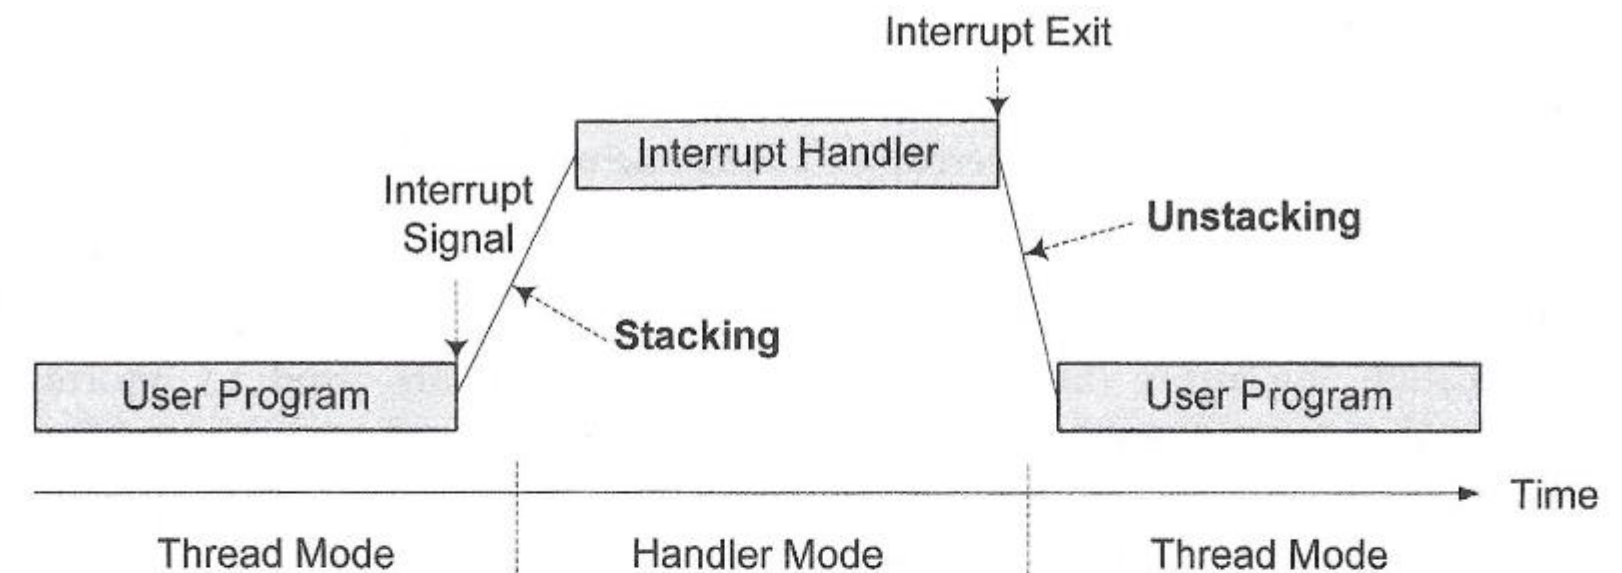 Interrupt Exit
Interrupt Handler
Interrupt
Signal
Unstacking
Stacking
User Program
User Program
Time
Thread Mode
Handler Mode
Thread Mode